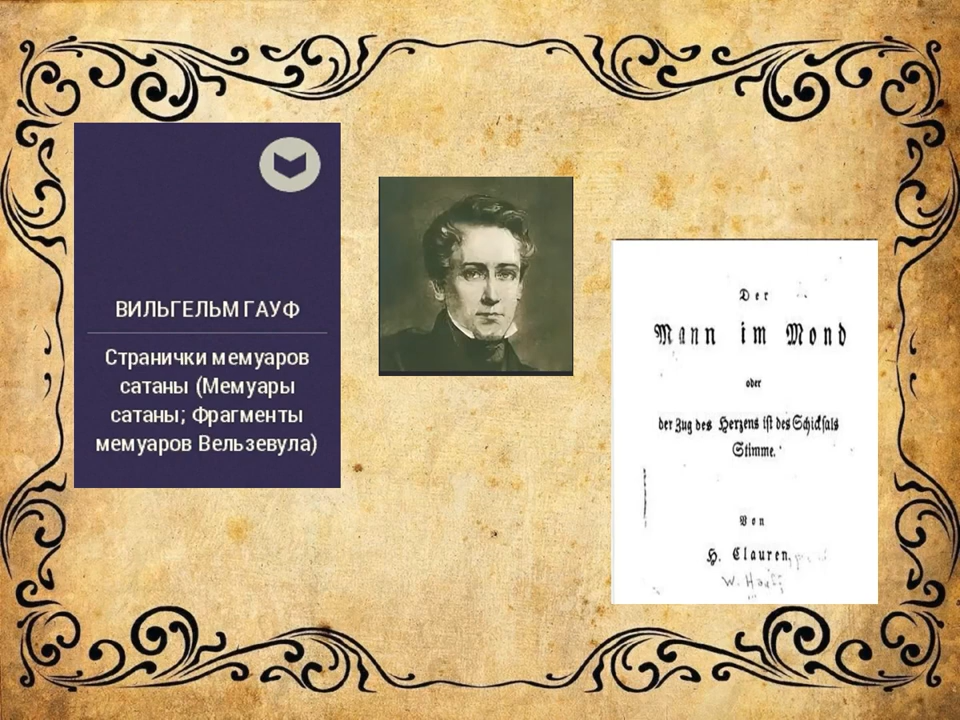 ВИЛЬГЕЛЬМ ГАУФ
Странички мемуаров
сатаны (Мемуары
сатаны; Фрагменты
мемуаров Вельзевула)
Der
Mann im Mond
oder
der Zug des Herzens ist des Schicksals
Stimme.
Von
H. Clauren,
W. Hauff